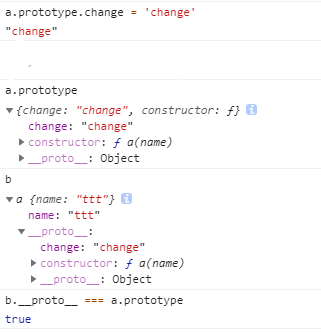 a.prototype.change = 'change'
"change"
a.prototype
▼{change: "change", constructor: ƒ} i
change: "change"
▶constructor: ƒ a(name)
▶__proto__: Object
b
▼a {name: "ttt"} i
name: "ttt"
▼__proto__:
change: "change"
▶constructor: ƒ a(name)
▶__proto__: Object
b.__proto__ === a.prototype
true